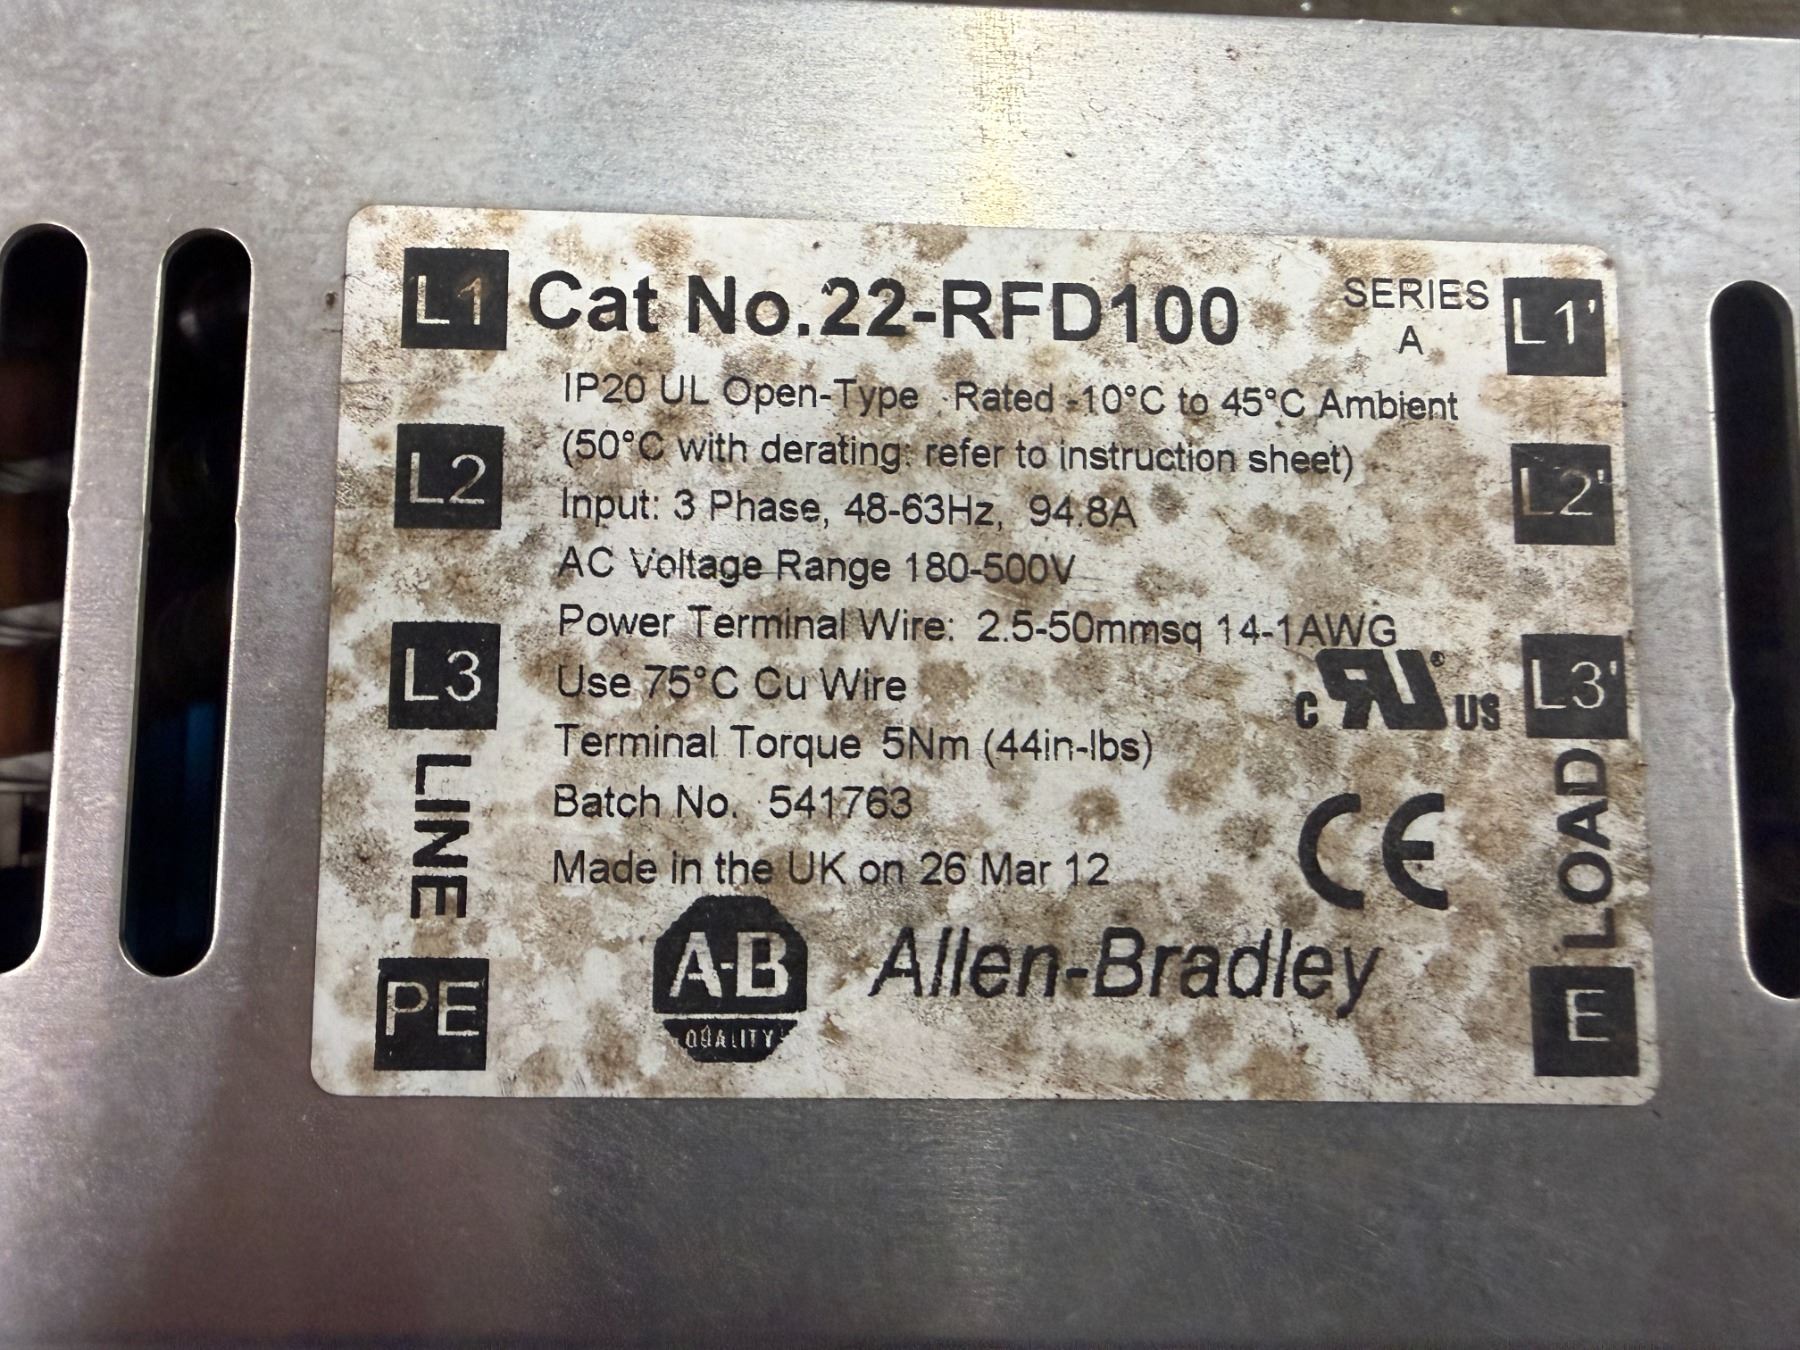 L1 Cat No.22-RFD100 SERIES A L1'
IP20 UL Open-Type Rated -10°C to 45°C Ambient
(50°C with derating: refer to instruction sheet)
L2 L2'
Input: 3 Phase, 48-63Hz, 94.8A
AC Voltage Range 180-500V
Power Terminal Wire: 2.5-50mmsq 14-1AWG
L3 L3'
Use 75°C Cu Wire
c RU ® US
Terminal Torque 5Nm (44in-lbs)
Batch No. 541763
LINE LOAD
Made in the UK on 26 Mar 12
CE
PE A-B Allen-Bradley E
QUALITY